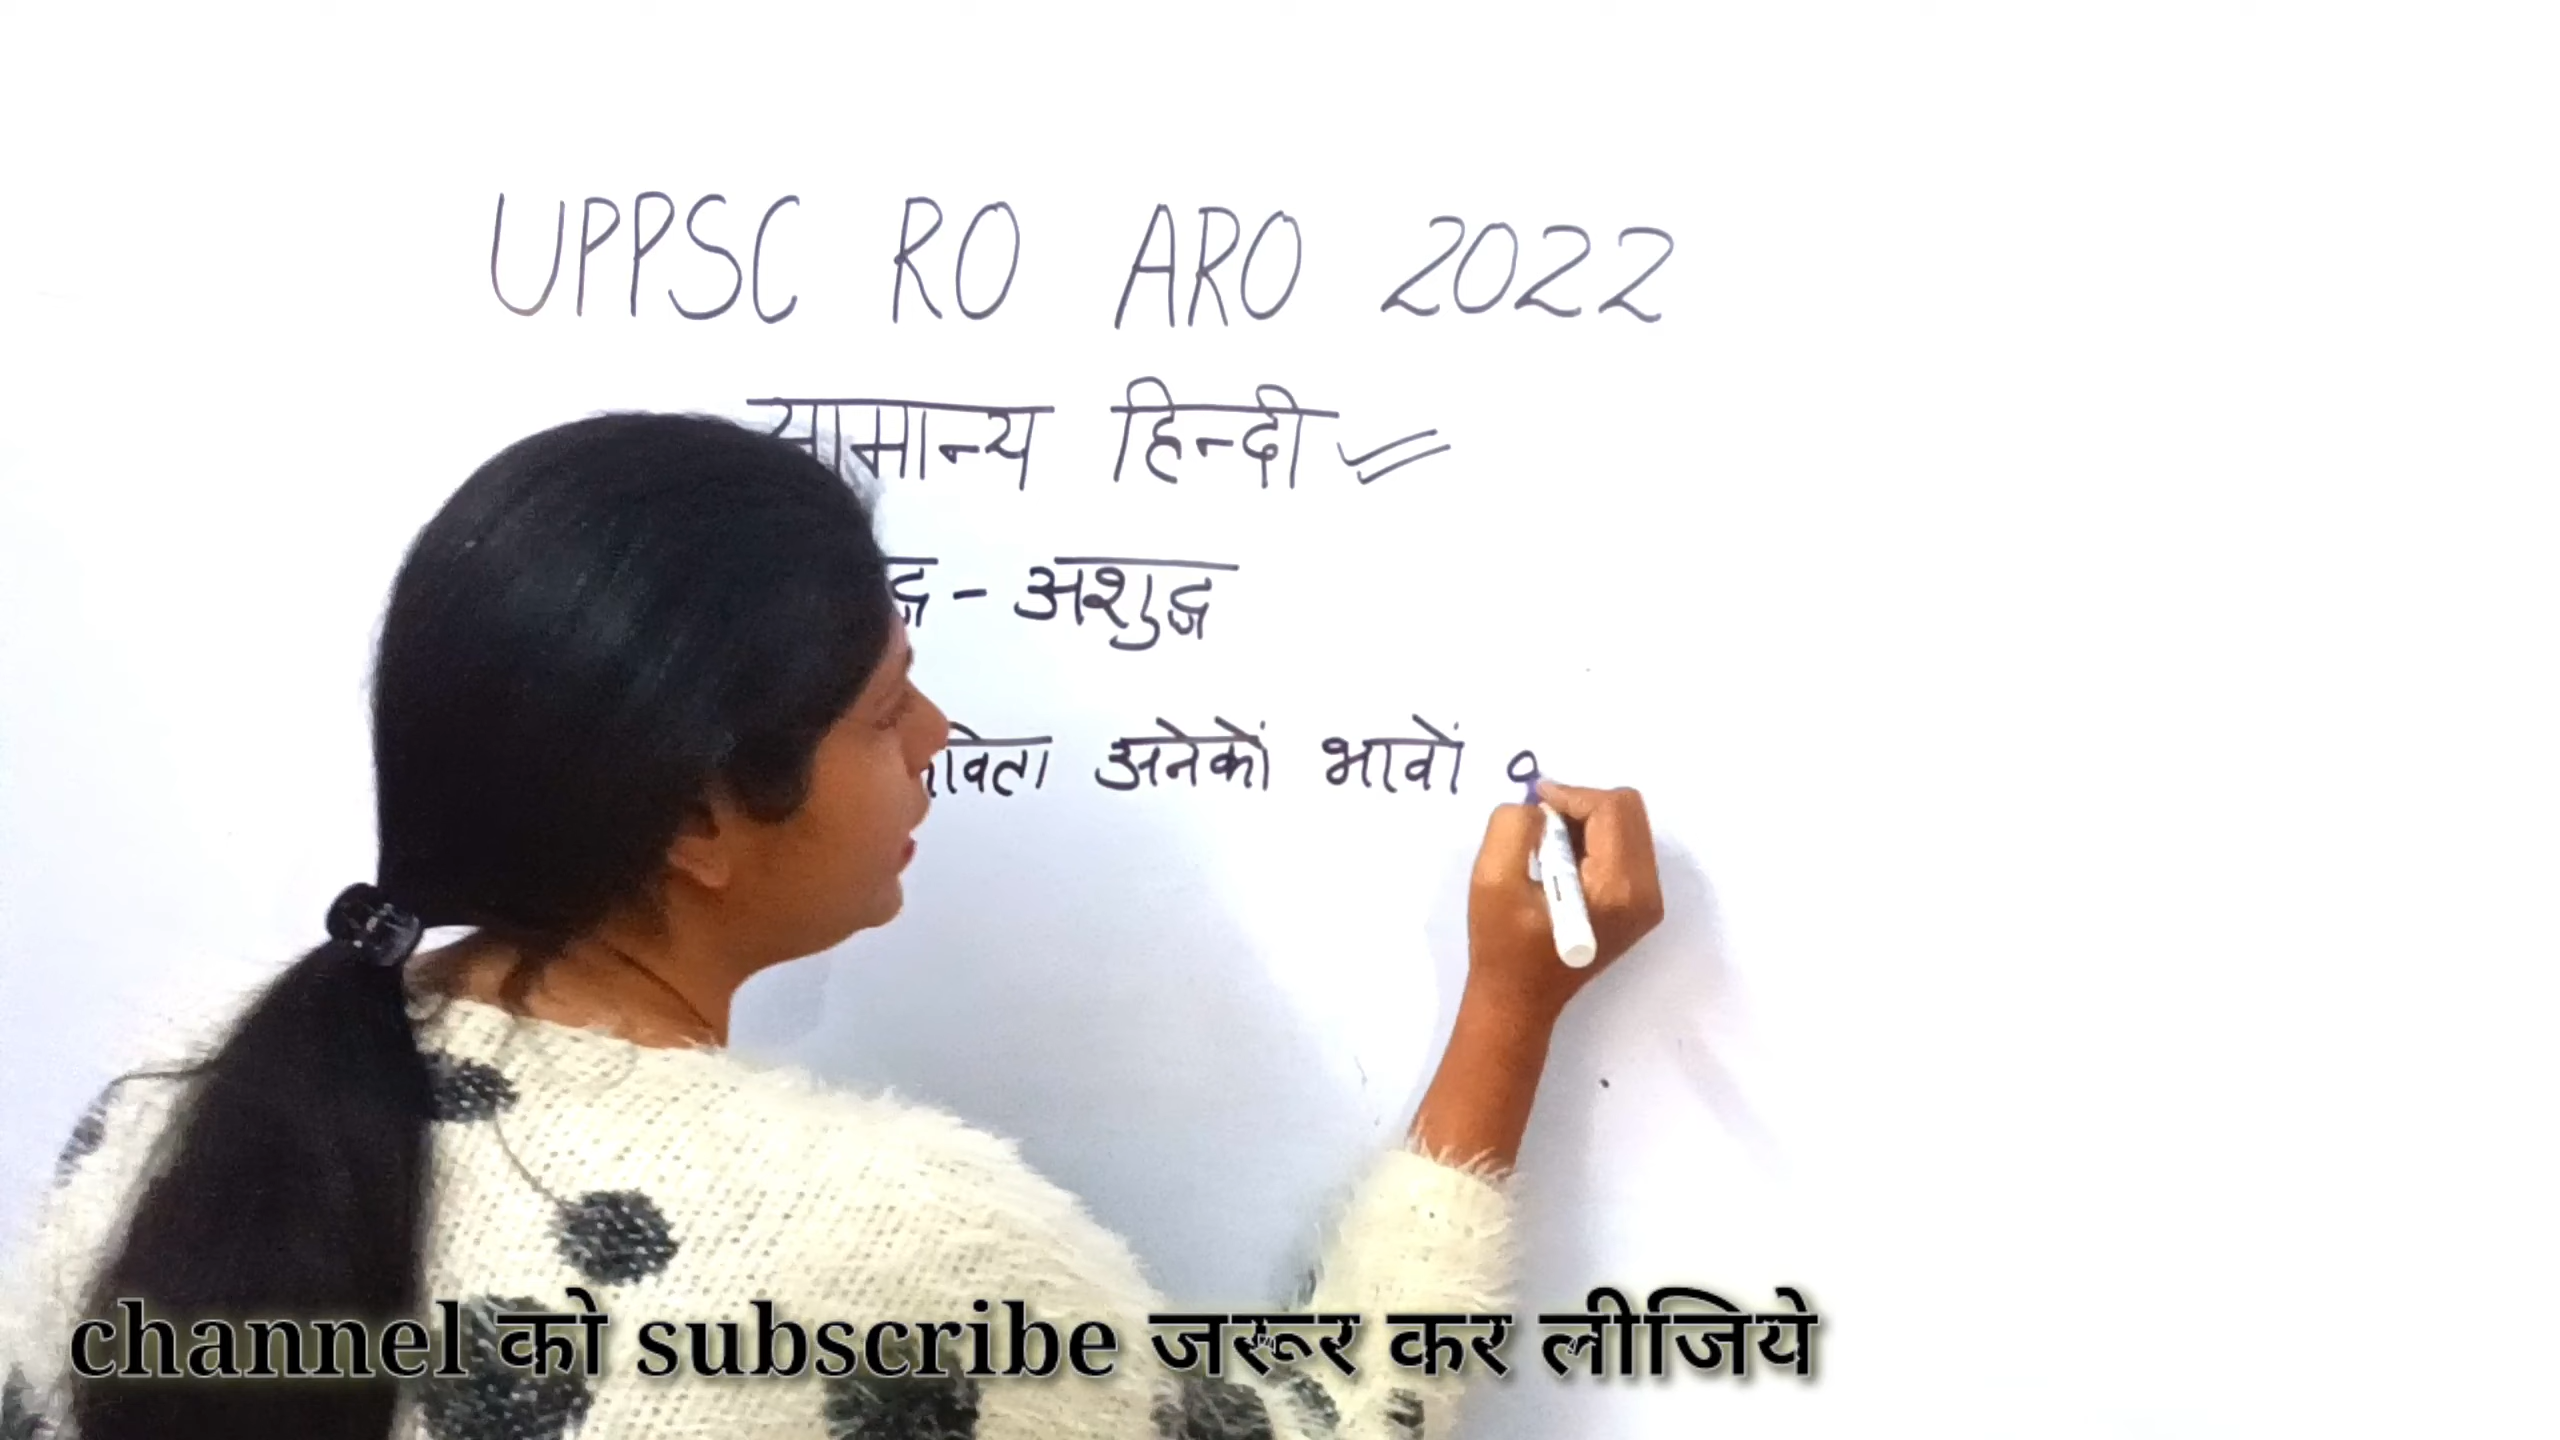 UPPSC RO ARO 2022
सामान्य हिन्दी
- अशुद्ध
अनेकों भावों
channel को subscribe जरूर कर लीजिये